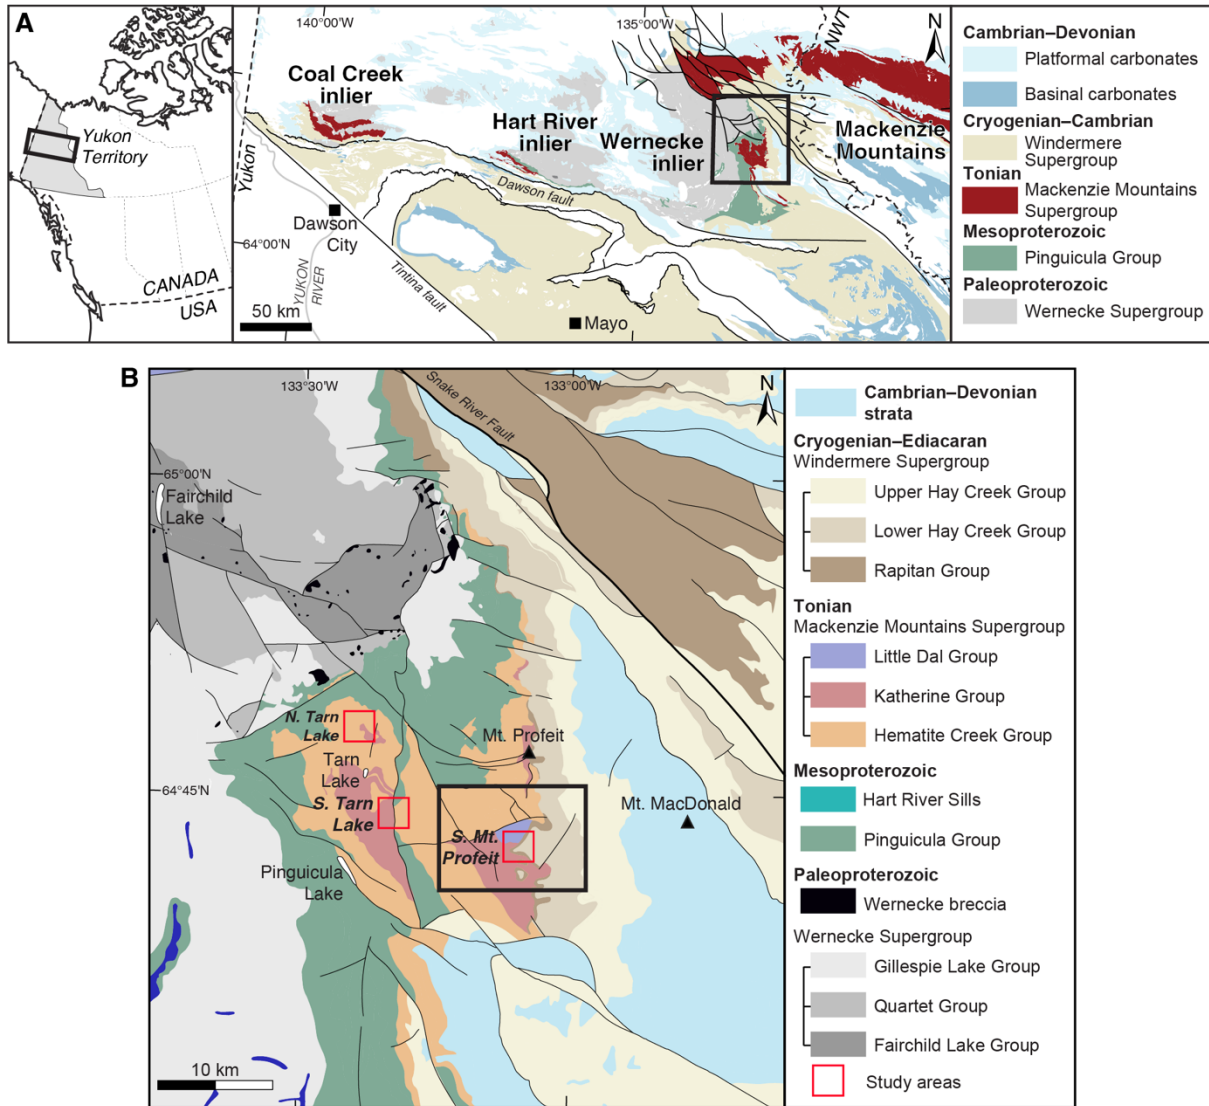 A
Yukon
Territory
CANADA
USA
140°00'W
135°00'W
N
NWT
Coal Creek
inlier
Hart River
inlier
Wernecke
inlier
Mackenzie
Mountains
Yukon
Dawson fault
Dawson
City
64°00'N
YUKON
RIVER
Tintina fault
50 km
Mayo
Cambrian–Devonian
Platformal carbonates
Basinal carbonates
Cryogenian–Cambrian
Windermere
Supergroup
Tonian
Mackenzie Mountains
Supergroup
Mesoproterozoic
Pinguicula Group
Paleoproterozoic
Wernecke Supergroup
B
133°30'W
133°00'W
N
Snake River Fault
65°00'N
Fairchild
Lake
N. Tarn
Lake
Mt. Profeit
Tarn
Lake
64°45'N
S. Tarn
Lake
Mt. MacDonald
S. Mt.
Profeit
Pinguicula
Lake
10 km
Cambrian–Devonian
strata
Cryogenian–Ediacaran
Windermere Supergroup
Upper Hay Creek Group
Lower Hay Creek Group
Rapitan Group
Tonian
Mackenzie Mountains Supergroup
Little Dal Group
Katherine Group
Hematite Creek Group
Mesoproterozoic
Hart River Sills
Pinguicula Group
Paleoproterozoic
Wernecke breccia
Wernecke Supergroup
Gillespie Lake Group
Quartet Group
Fairchild Lake Group
Study areas